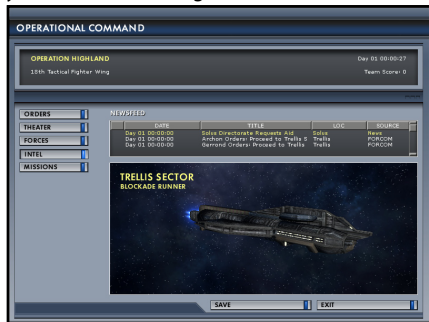 OPERATIONAL COMMAND
OPERATION HIGHLAND
Day 01 00:00:27
18th Tactical Fighter Wing
Team Score: 0
ORDERS
THEATER
FORCES
INTEL
MISSIONS
NEWSFEED
DATE TITLE LOC SOURCE
Day 01 00:00:00 Solus Directorate Requests Aid Solus News
Day 01 00:00:00 Archon Orders: Proceed to Trellis S Trellis FORCOM
Day 01 00:00:00 Gerrond Orders: Proceed to Trellis Trellis FORCOM
TRELLIS SECTOR
BLOCKADE RUNNER
SAVE
EXIT